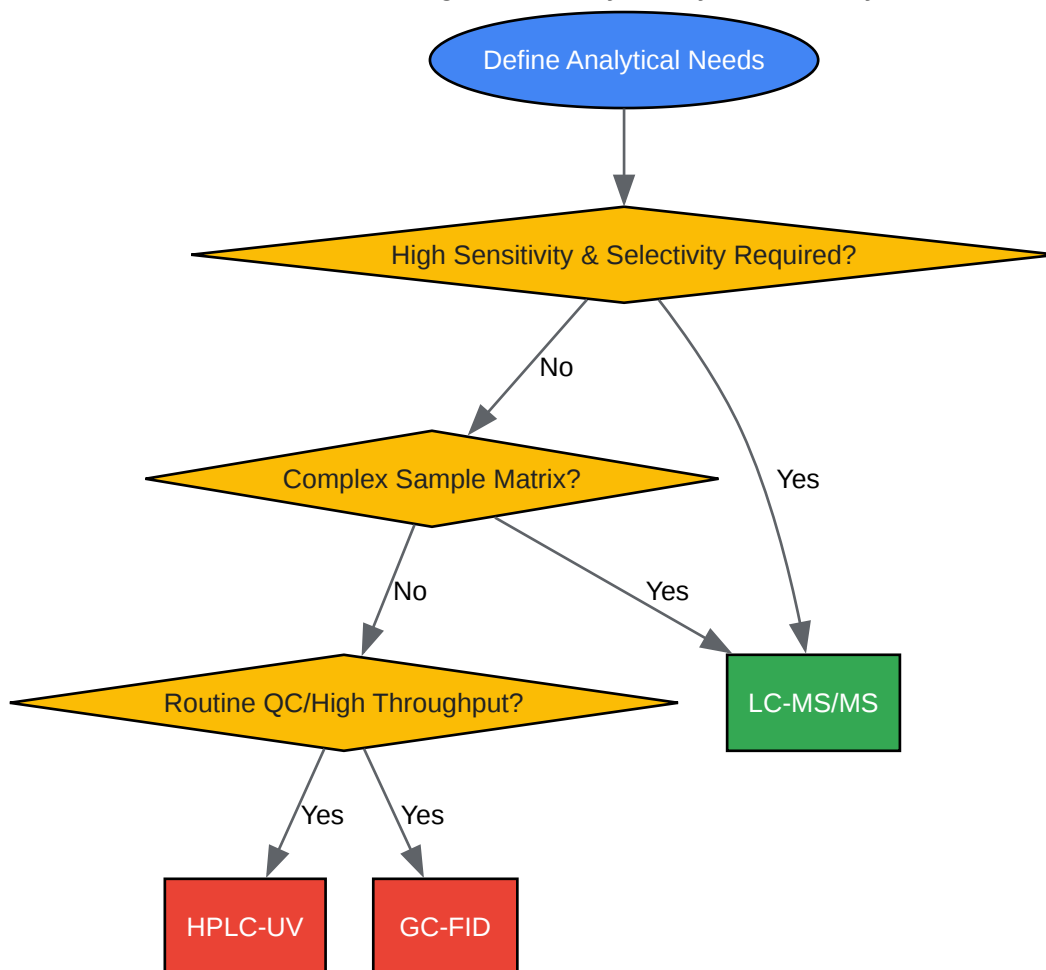 Define Analytical Needs
High Sensitivity & Selectivity Required?
No
Yes
Complex Sample Matrix?
No
Yes
Routine QC/High Throughput?
LC-MS/MS
Yes
Yes
HPLC-UV
GC-FID